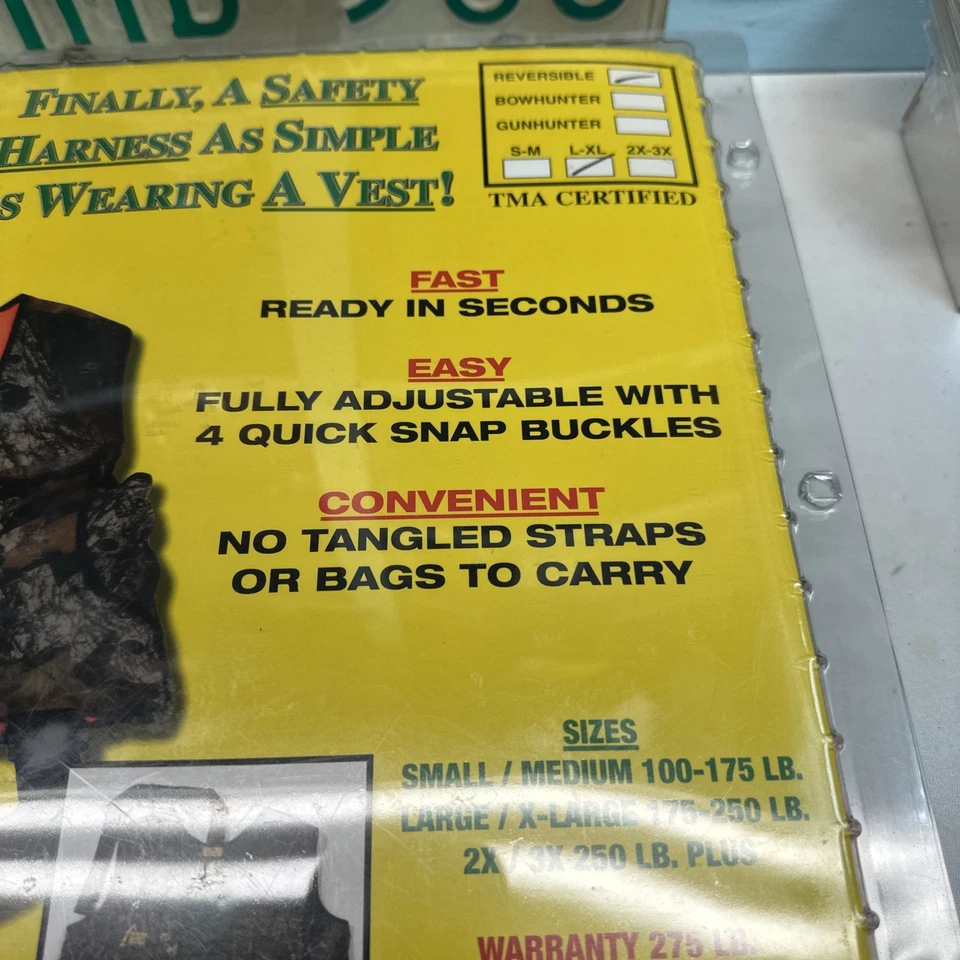 FINALLY, A SAFETY
HARNESS AS SIMPLE
S WEARING A VEST!
REVERSIBLE
BOWHUNTER
GUNHUNTER
S-M L-XL 2X-3X
TMA CERTIFIED
FAST
READY IN SECONDS
EASY
FULLY ADJUSTABLE WITH
4 QUICK SNAP BUCKLES
CONVENIENT
NO TANGLED STRAPS
OR BAGS TO CARRY
SIZES
SMALL / MEDIUM 100-175 LB.
LARGE / X-LARGE 175-250 LB.
2X / 3X 250 LB. PLUS
WARRANTY 275 LB.